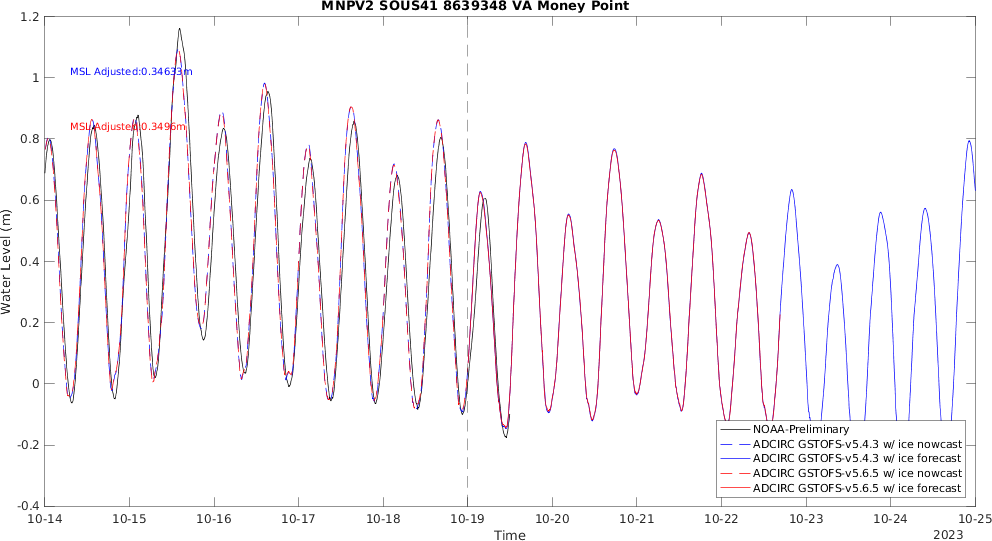 MNPV2 SOUS41 8639348 VA Money Point
1.2
1
0.8
0.6
0.4
0.2
0
-0.2
-0.4
Water Level (m)
MSL Adjusted:0.34633m
MSL Adjusted:0.3496m
NOAA-Preliminary
ADCIRC GSTOFS-v5.4.3 w/ ice nowcast
ADCIRC GSTOFS-v5.4.3 w/ ice forecast
ADCIRC GSTOFS-v5.6.5 w/ ice nowcast
ADCIRC GSTOFS-v5.6.5 w/ ice forecast
10-14 10-15 10-16 10-17 10-18 10-19 10-20 10-21 10-22 10-23 10-24 10-25
Time
2023